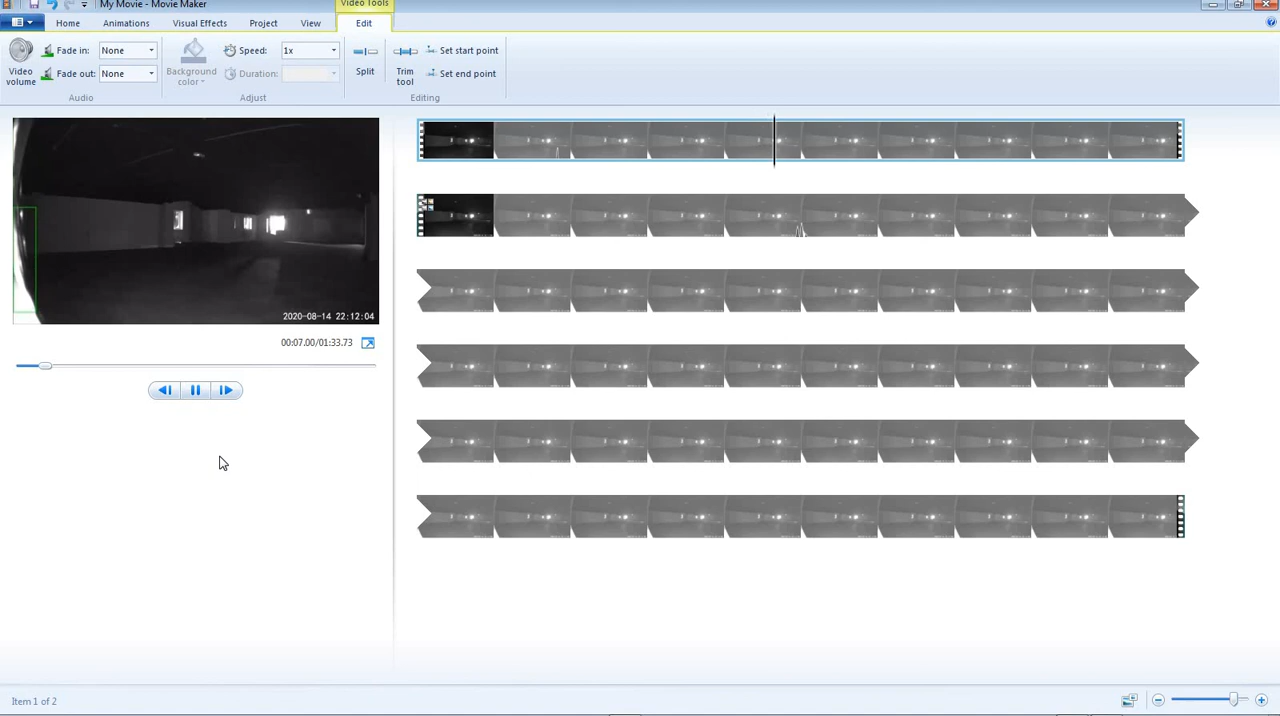 My Movie - Movie Maker
Video Tools
Home Animations Visual Effects Project View Edit
Fade in: None
Fade out: None
Video volume
Background color
Speed: 1x
Duration:
Split
Trim tool
Set start point
Set end point
Audio Adjust Editing
2020-08-14 22:12:04
00:07.00/01:33.73
Item 1 of 2